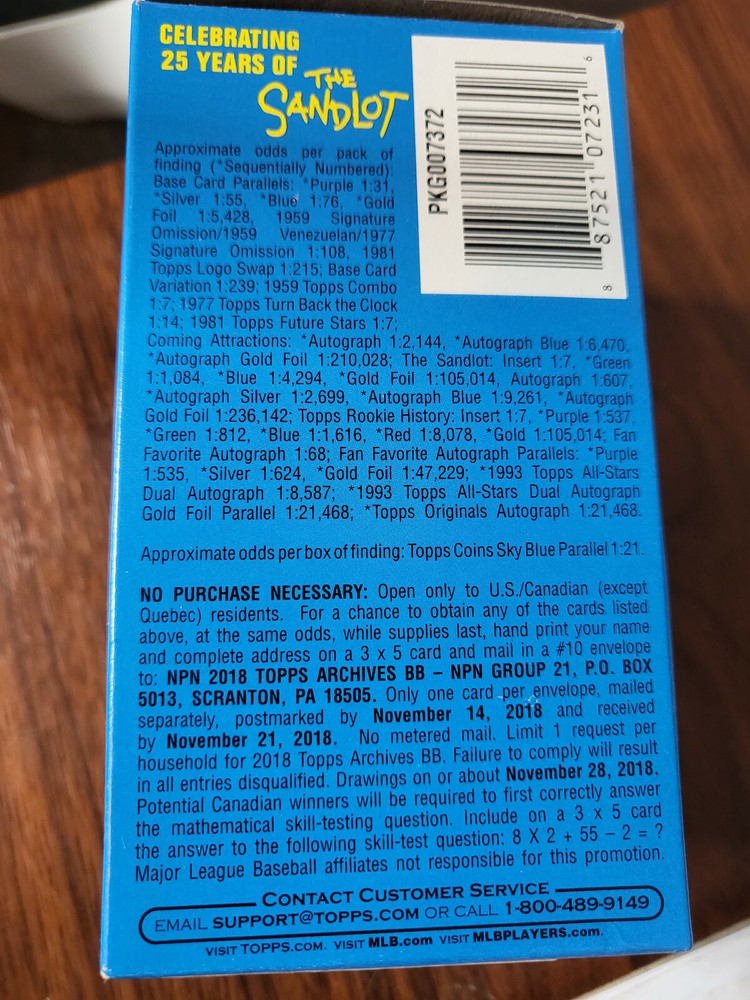 CELEBRATING
25 YEARS OF
THE
SANDLOT
PKG007372
8 87521 07231 6
Approximate odds per pack of
finding (*Sequentially Numbered):
Base Card Parallels: *Purple 1:31,
*Silver 1:55, *Blue 1:76, *Gold
Foil 1:5,428, 1959 Signature
Omission/1959 Venezuelan/1977
Signature Omission 1:108, 1981
Topps Logo Swap 1:215; Base Card
Variation 1:239; 1959 Topps Combo
1:7; 1977 Topps Turn Back the Clock
1:14; 1981 Topps Future Stars 1:7;
Coming Attractions: *Autograph 1:2,144, *Autograph Blue 1:6,470,
*Autograph Gold Foil 1:210,028; The Sandlot: Insert 1:7, *Green
1:1,084, *Blue 1:4,294, *Gold Foil 1:105,014, Autograph 1:607,
*Autograph Silver 1:2,699, *Autograph Blue 1:9,261, *Autograph
Gold Foil 1:236,142; Topps Rookie History: Insert 1:7, *Purple 1:537,
*Green 1:812, *Blue 1:1,616, *Red 1:8,078, *Gold 1:105,014; Fan
Favorite Autograph 1:68; Fan Favorite Autograph Parallels: *Purple
1:535, *Silver 1:624, *Gold Foil 1:47,229; *1993 Topps All-Stars
Dual Autograph 1:8,587; *1993 Topps All-Stars Dual Autograph
Gold Foil Parallel 1:21,468; *Topps Originals Autograph 1:21,468.
Approximate odds per box of finding: Topps Coins Sky Blue Parallel 1:21.
NO PURCHASE NECESSARY: Open only to U.S./Canadian (except
Quebec) residents. For a chance to obtain any of the cards listed
above, at the same odds, while supplies last, hand print your name
and complete address on a 3 x 5 card and mail in a #10 envelope
to: NPN 2018 TOPPS ARCHIVES BB – NPN GROUP 21, P.O. BOX
5013, SCRANTON, PA 18505. Only one card per envelope, mailed
separately, postmarked by November 14, 2018 and received
by November 21, 2018. No metered mail. Limit 1 request per
household for 2018 Topps Archives BB. Failure to comply will result
in all entries disqualified. Drawings on or about November 28, 2018.
Potential Canadian winners will be required to first correctly answer
the mathematical skill-testing question. Include on a 3 x 5 card
the answer to the following skill-test question: 8 X 2 + 55 – 2 = ?
Major League Baseball affiliates not responsible for this promotion.
CONTACT CUSTOMER SERVICE
EMAIL SUPPORT@TOPPS.COM OR CALL 1-800-489-9149
VISIT TOPPS.COM. VISIT MLB.com VISIT MLBPLAYERS.com.